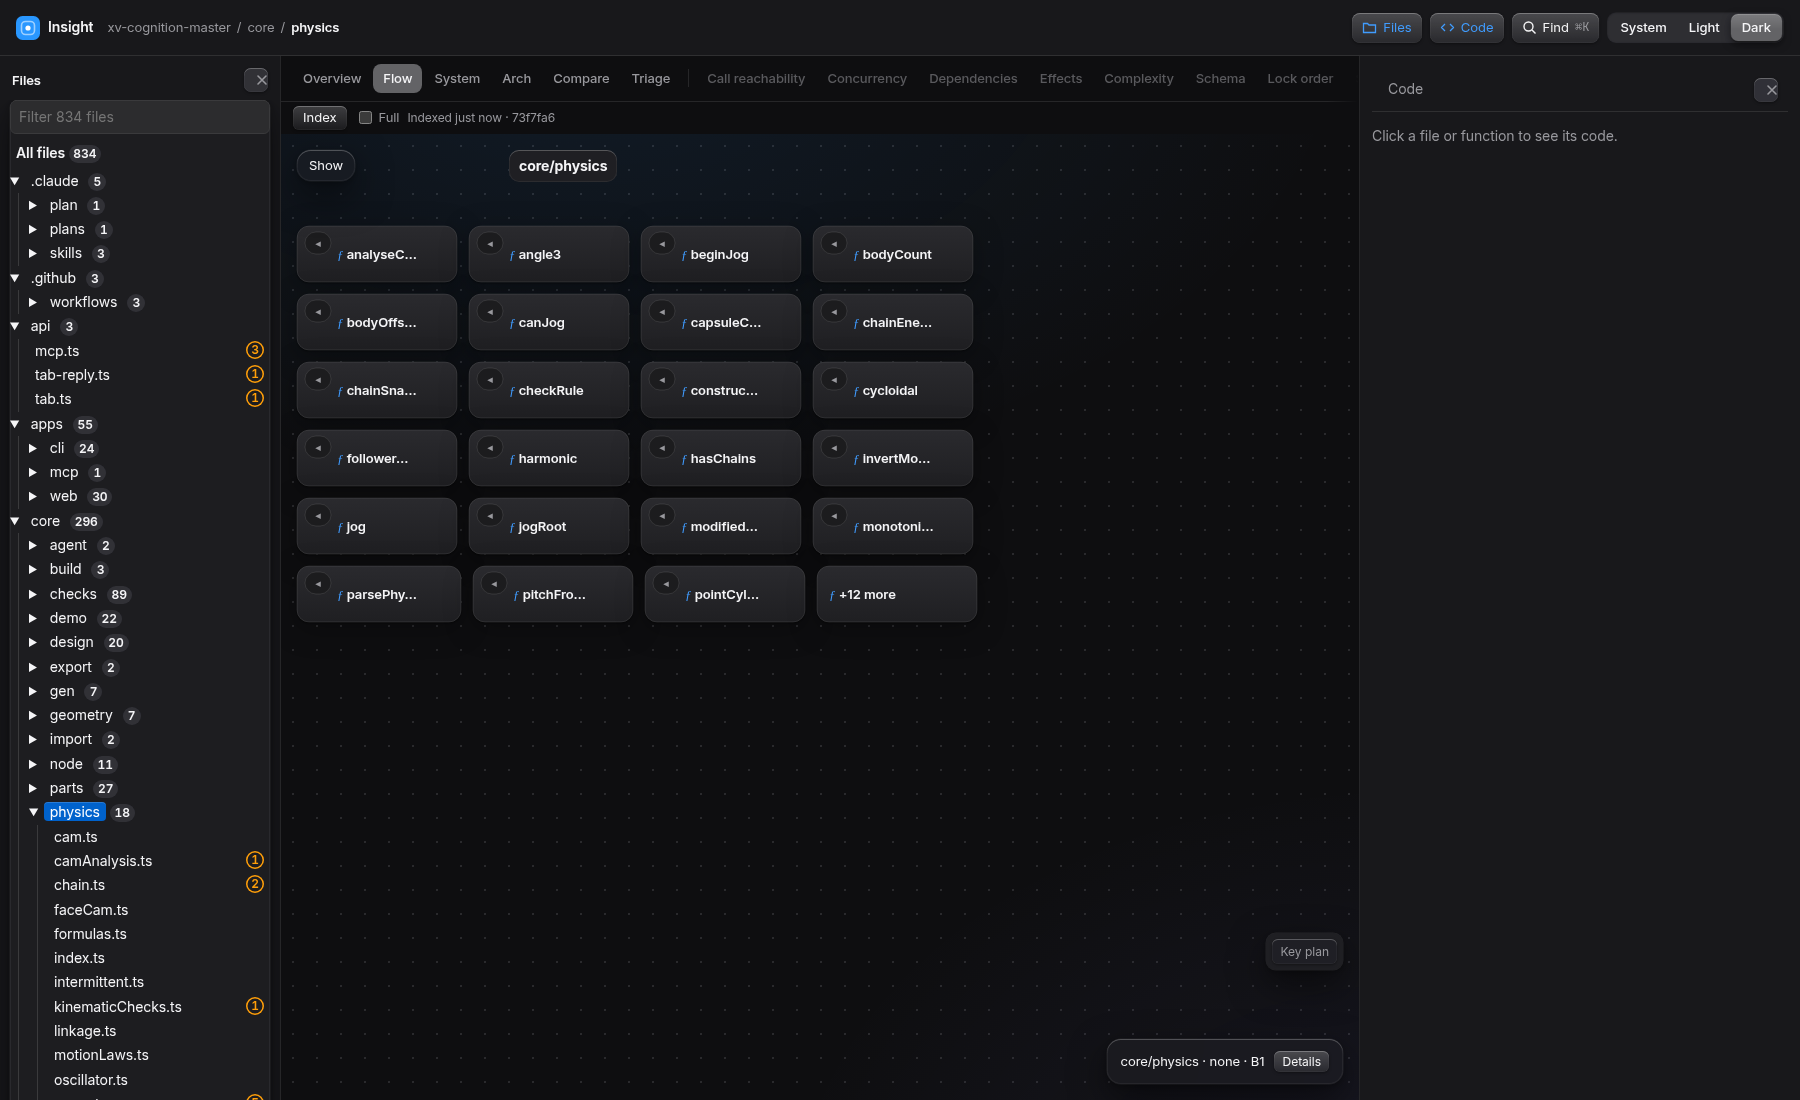 Insight xv-cognition-master / core / physics Files Code Find ⌘K System Light Dark
Files
Filter 834 files
All files 834
.claude 5
plan 1
plans 1
skills 3
.github 3
workflows 3
api 3
mcp.ts 3
tab-reply.ts 1
tab.ts 1
apps 55
cli 24
mcp 1
web 30
core 296
agent 2
build 3
checks 89
demo 22
design 20
export 2
gen 7
geometry 7
import 2
node 11
parts 27
physics 18
cam.ts
camAnalysis.ts 1
chain.ts 2
faceCam.ts
formulas.ts
index.ts
intermittent.ts
kinematicChecks.ts 1
linkage.ts
motionLaws.ts
oscillator.ts
Overview Flow System Arch Compare Triage Call reachability Concurrency Dependencies Effects Complexity Schema Lock order
Index Full Indexed just now · 73f7fa6
Show core/physics
ƒ analyseC... ƒ angle3 ƒ beginJog ƒ bodyCount
ƒ bodyOffs... ƒ canJog ƒ capsuleC... ƒ chainEne...
ƒ chainSna... ƒ checkRule ƒ construc... ƒ cycloidal
ƒ follower... ƒ harmonic ƒ hasChains ƒ invertMo...
ƒ jog ƒ jogRoot ƒ modified... ƒ monotoni...
ƒ parsePhy... ƒ pitchFro... ƒ pointCyl... ƒ +12 more
Key plan
core/physics · none · B1 Details
Code
Click a file or function to see its code.